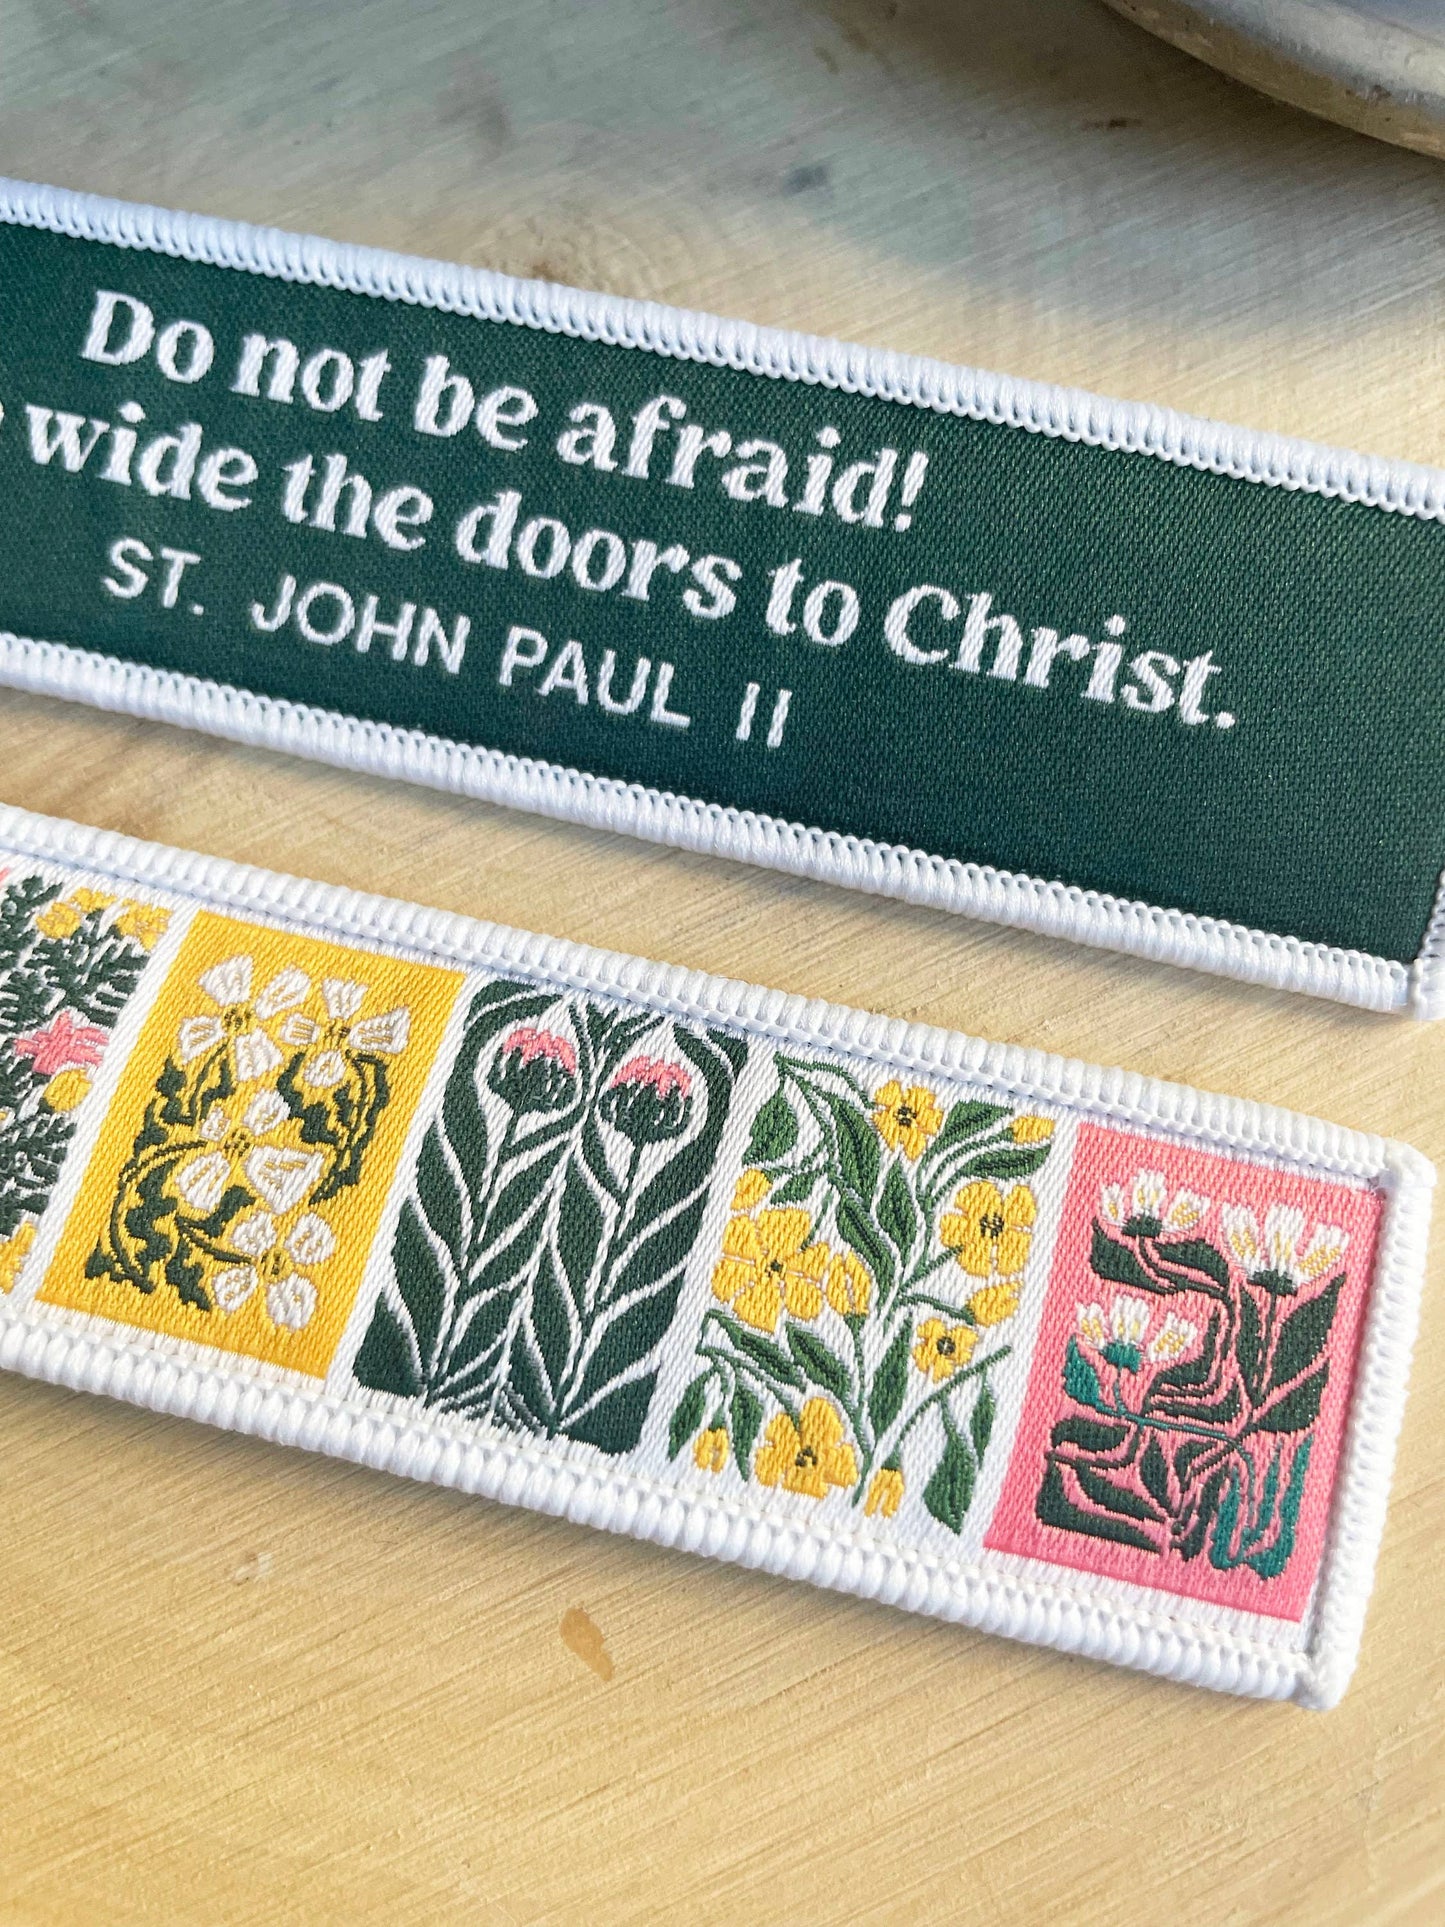 Do not be afraid!
wide the doors to Christ.
ST. JOHN PAUL II